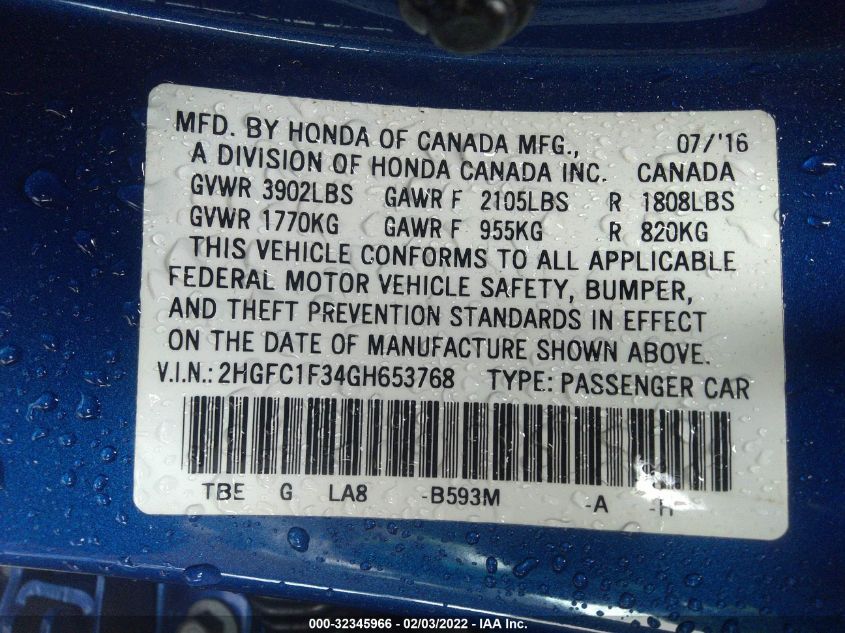 MFD. BY HONDA OF CANADA MFG., 07/'16
A DIVISION OF HONDA CANADA INC. CANADA
GVWR 3902LBS GAWR F 2105LBS R 1808LBS
GVWR 1770KG GAWR F 955KG R 820KG
THIS VEHICLE CONFORMS TO ALL APPLICABLE
FEDERAL MOTOR VEHICLE SAFETY, BUMPER,
AND THEFT PREVENTION STANDARDS IN EFFECT
ON THE DATE OF MANUFACTURE SHOWN ABOVE.
V.I.N.: 2HGFC1F34GH653768 TYPE: PASSENGER CAR
TBE G LA8 -B593M -A -H
000-32345966 - 02/03/2022 - IAA Inc.